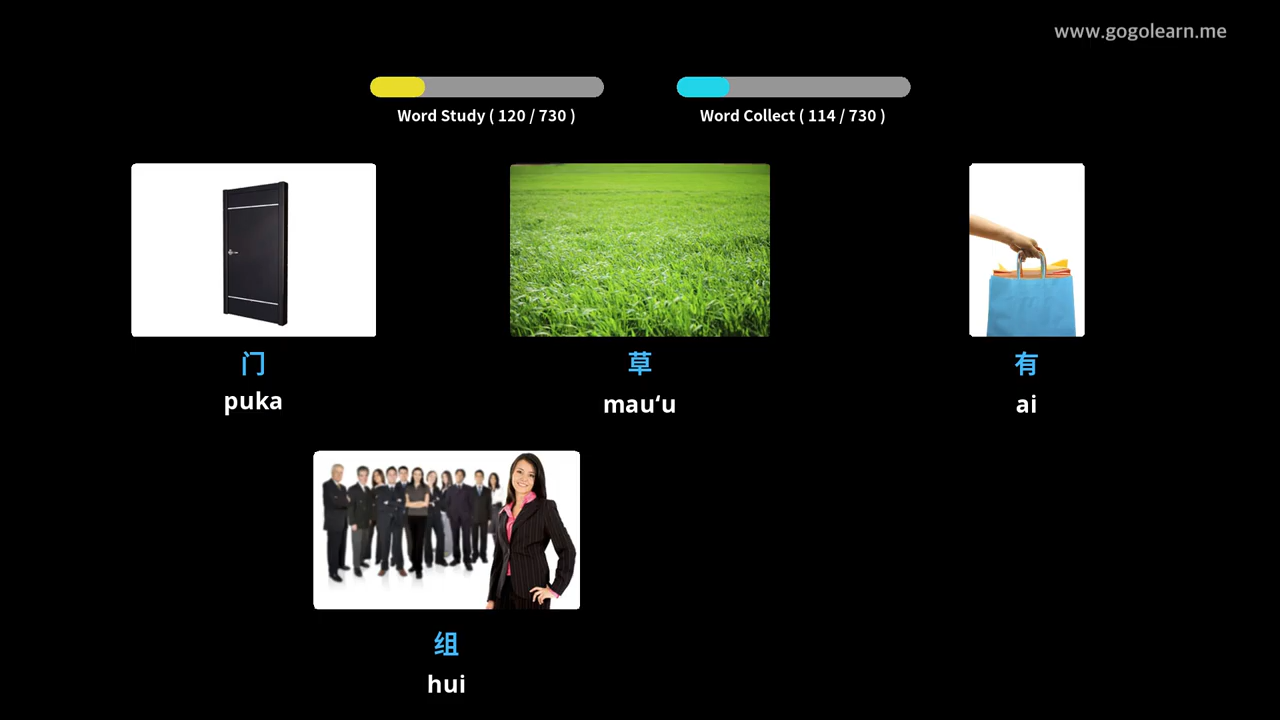 www.gogolearn.me
Word Study ( 120 / 730 )
Word Collect ( 114 / 730 )
门
puka
草
mauʻu
有
ai
组
hui